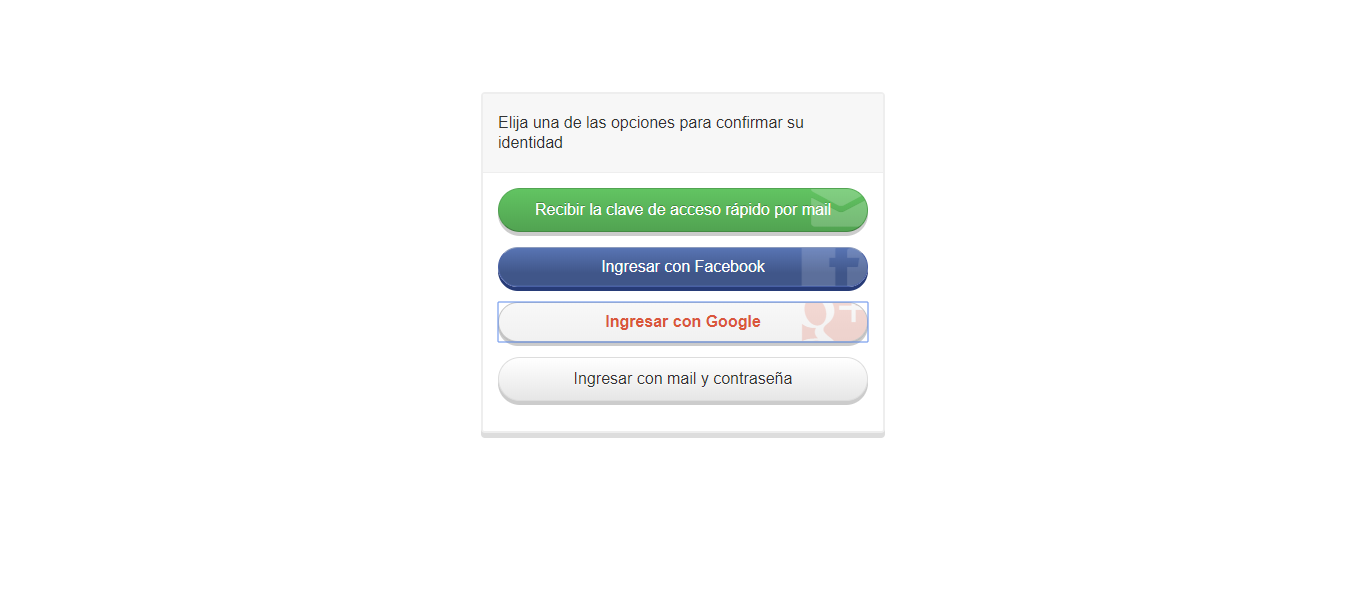 Elija una de las opciones para confirmar su
identidad
Recibir la clave de acceso rápido por mail
Ingresar con Facebook
Ingresar con Google
Ingresar con mail y contraseña